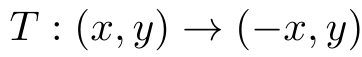 T : (x, y) → (−x, y)